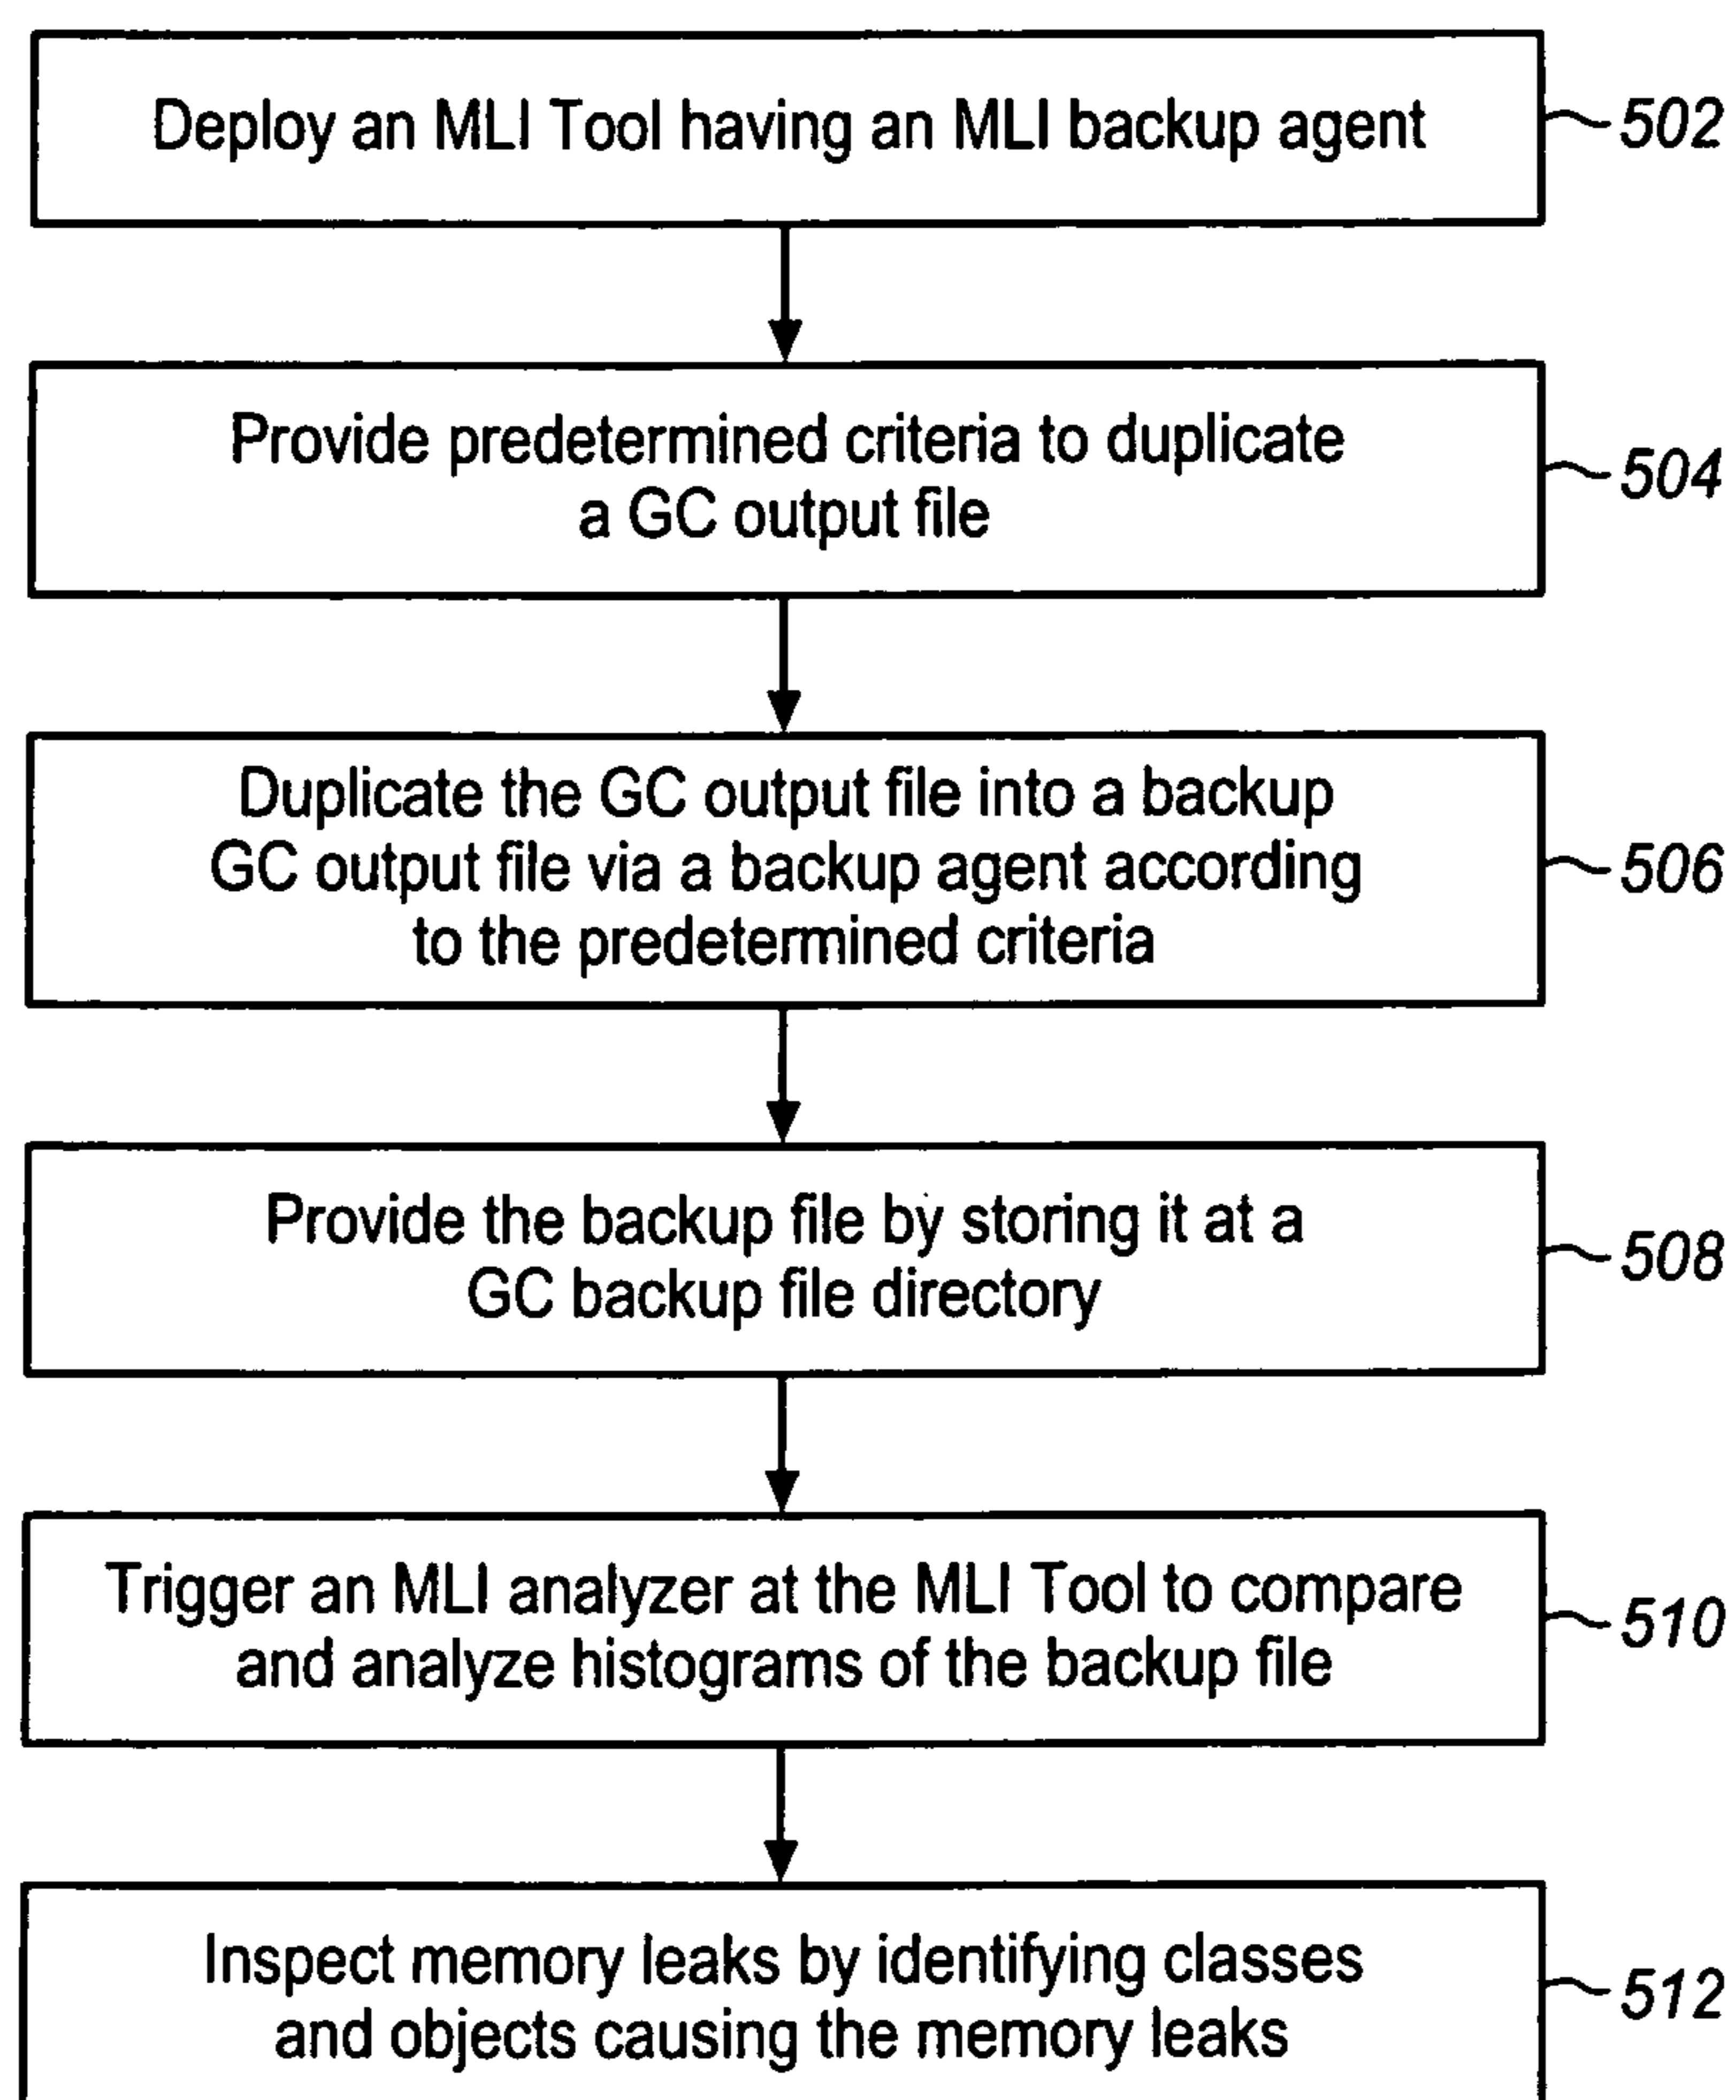 Deploy an MLI Tool having an MLI backup agent
502
Provide predetermined criteria to duplicate
a GC output file
504
Duplicate the GC output file into a backup
GC output file via a backup agent according
to the predetermined criteria
506
Provide the backup file by storing it at a
GC backup file directory
508
Trigger an MLI analyzer at the MLI Tool to compare
and analyze histograms of the backup file
510
Inspect memory leaks by identifying classes
and objects causing the memory leaks
512